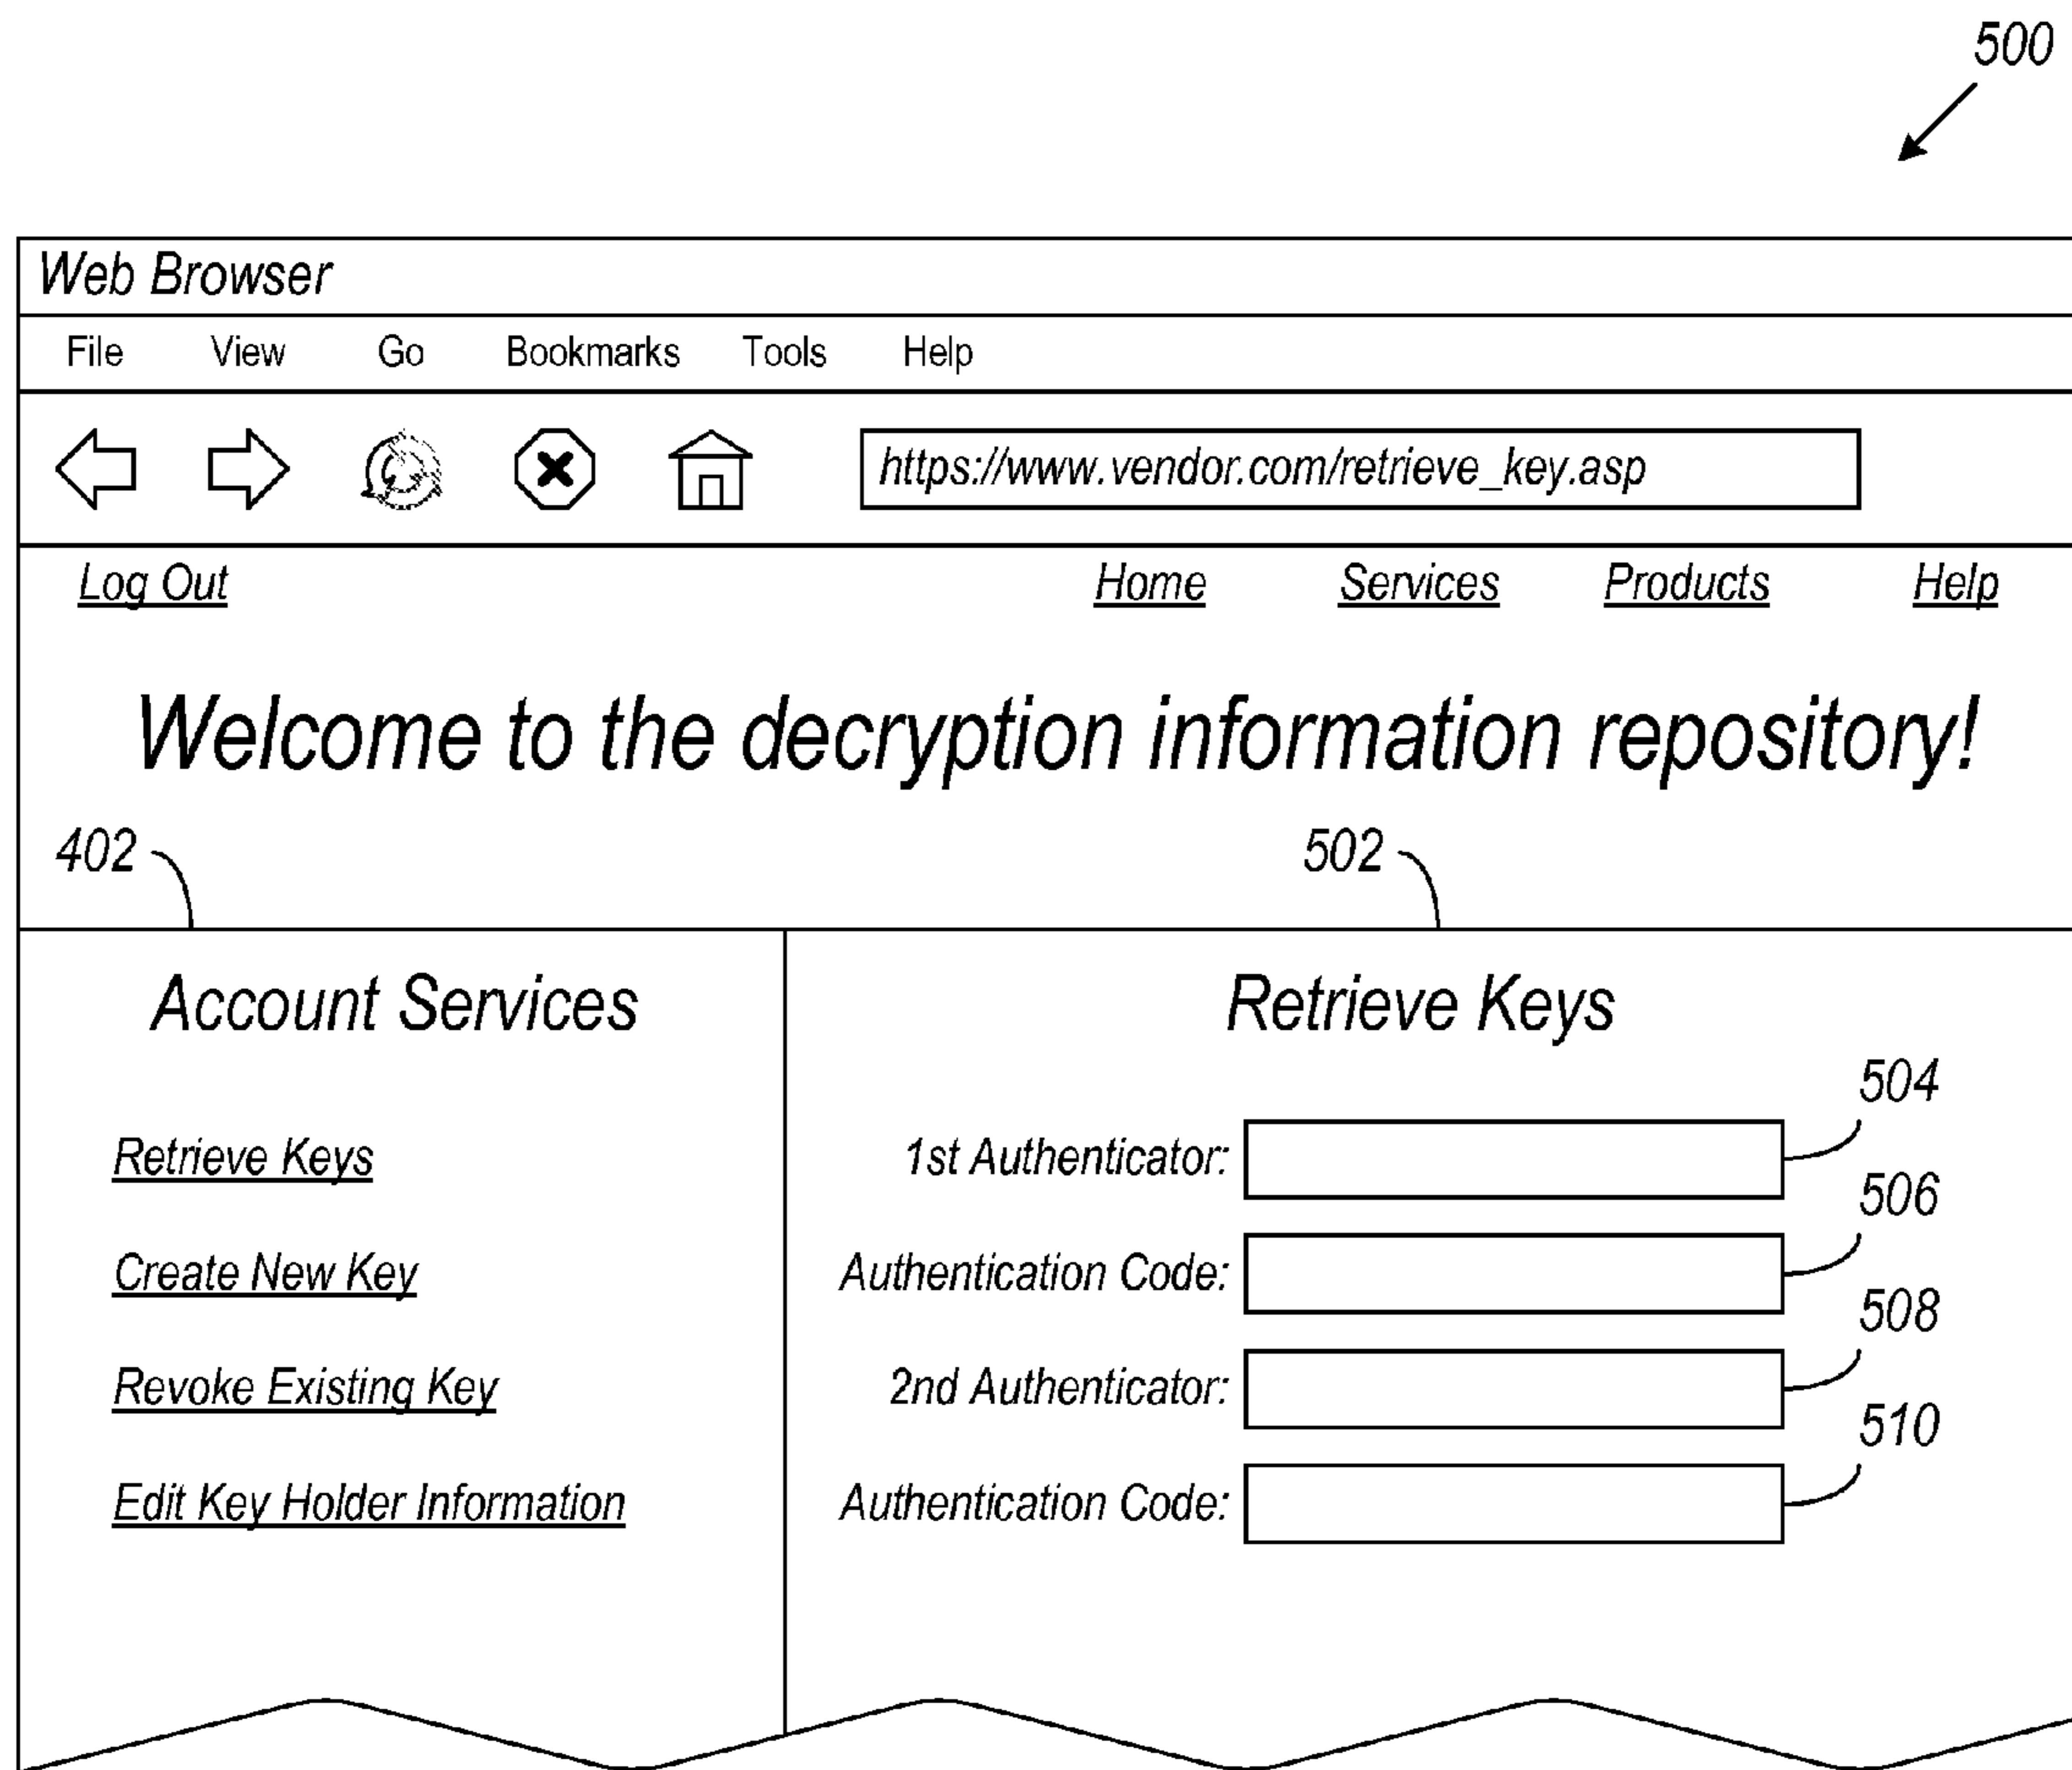 500
Web Browser
File View Go Bookmarks Tools Help
https://www.vendor.com/retrieve_key.asp
Log Out Home Services Products Help
Welcome to the decryption information repository!
402 502
Account Services
Retrieve Keys
Create New Key
Revoke Existing Key
Edit Key Holder Information
Retrieve Keys
504
1st Authenticator:
506
Authentication Code:
508
2nd Authenticator:
510
Authentication Code: